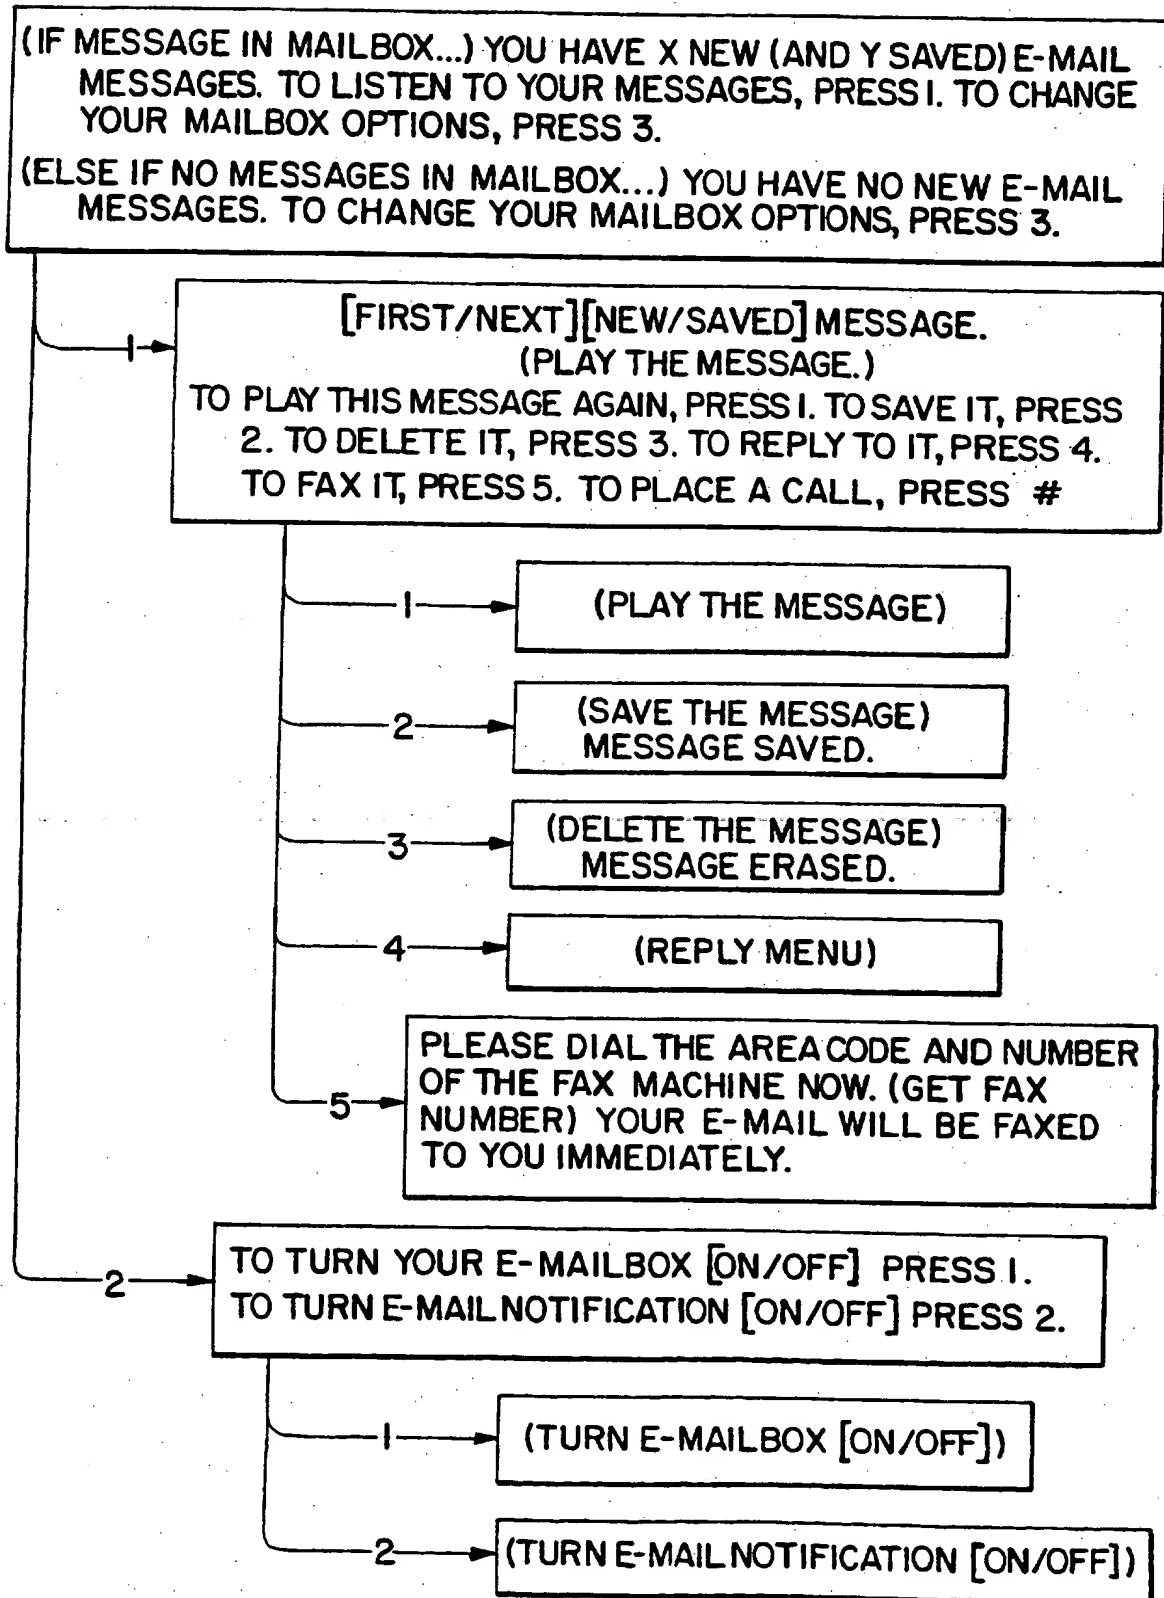 (IF MESSAGE IN MAILBOX...) YOU HAVE X NEW (AND Y SAVED) E-MAIL
MESSAGES. TO LISTEN TO YOUR MESSAGES, PRESS 1. TO CHANGE
YOUR MAILBOX OPTIONS, PRESS 3.
(ELSE IF NO MESSAGES IN MAILBOX...) YOU HAVE NO NEW E-MAIL
MESSAGES. TO CHANGE YOUR MAILBOX OPTIONS, PRESS 3.
1
[FIRST/NEXT][NEW/SAVED] MESSAGE.
(PLAY THE MESSAGE.)
TO PLAY THIS MESSAGE AGAIN, PRESS 1. TO SAVE IT, PRESS
2. TO DELETE IT, PRESS 3. TO REPLY TO IT, PRESS 4.
TO FAX IT, PRESS 5. TO PLACE A CALL, PRESS #
1
(PLAY THE MESSAGE)
2
(SAVE THE MESSAGE)
MESSAGE SAVED.
3
(DELETE THE MESSAGE)
MESSAGE ERASED.
4
(REPLY MENU)
5
PLEASE DIAL THE AREA CODE AND NUMBER
OF THE FAX MACHINE NOW. (GET FAX
NUMBER) YOUR E-MAIL WILL BE FAXED
TO YOU IMMEDIATELY.
2
TO TURN YOUR E-MAILBOX [ON/OFF] PRESS 1.
TO TURN E-MAIL NOTIFICATION [ON/OFF] PRESS 2.
1
(TURN E-MAILBOX [ON/OFF])
2
(TURN E-MAIL NOTIFICATION [ON/OFF])